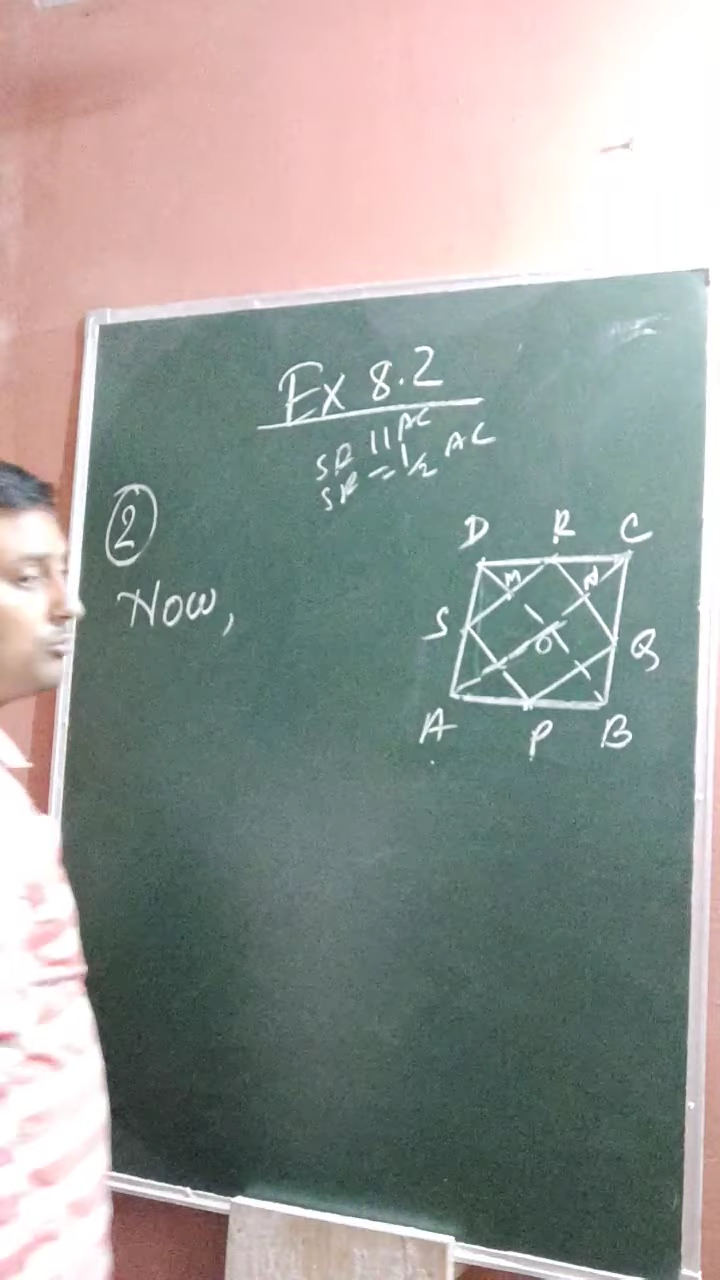 Ex 8.2
SR || AC
SR = 1/2 AC
2
Now,
D R C
M N
S O Q
A P B